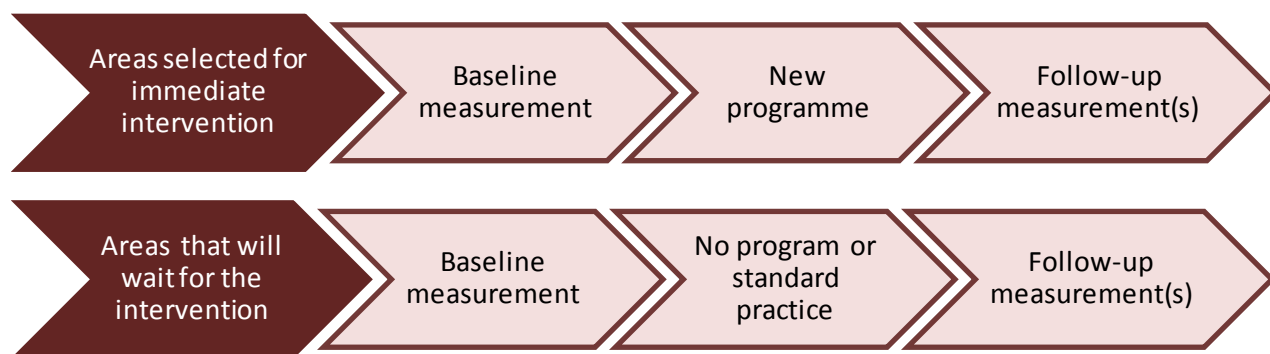 Areas selected for
immediate
intervention
Baseline
measurement
New
programme
Follow-up
measurement(s)
Areas that will
wait for the
intervention
Baseline
measurement
No program or
standard
practice
Follow-up
measurement(s)